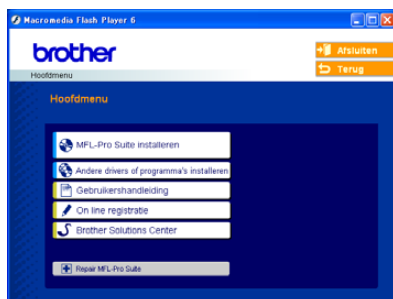 Macromedia Flash Player 6
brother
Afsluiten
Terug
Hoofdmenu
Hoofdmenu
MFL-Pro Suite installeren
Andere drivers of programma's installeren
Gebruikershandleiding
On line registratie
Brother Solutions Center
Repair MFL-Pro Suite